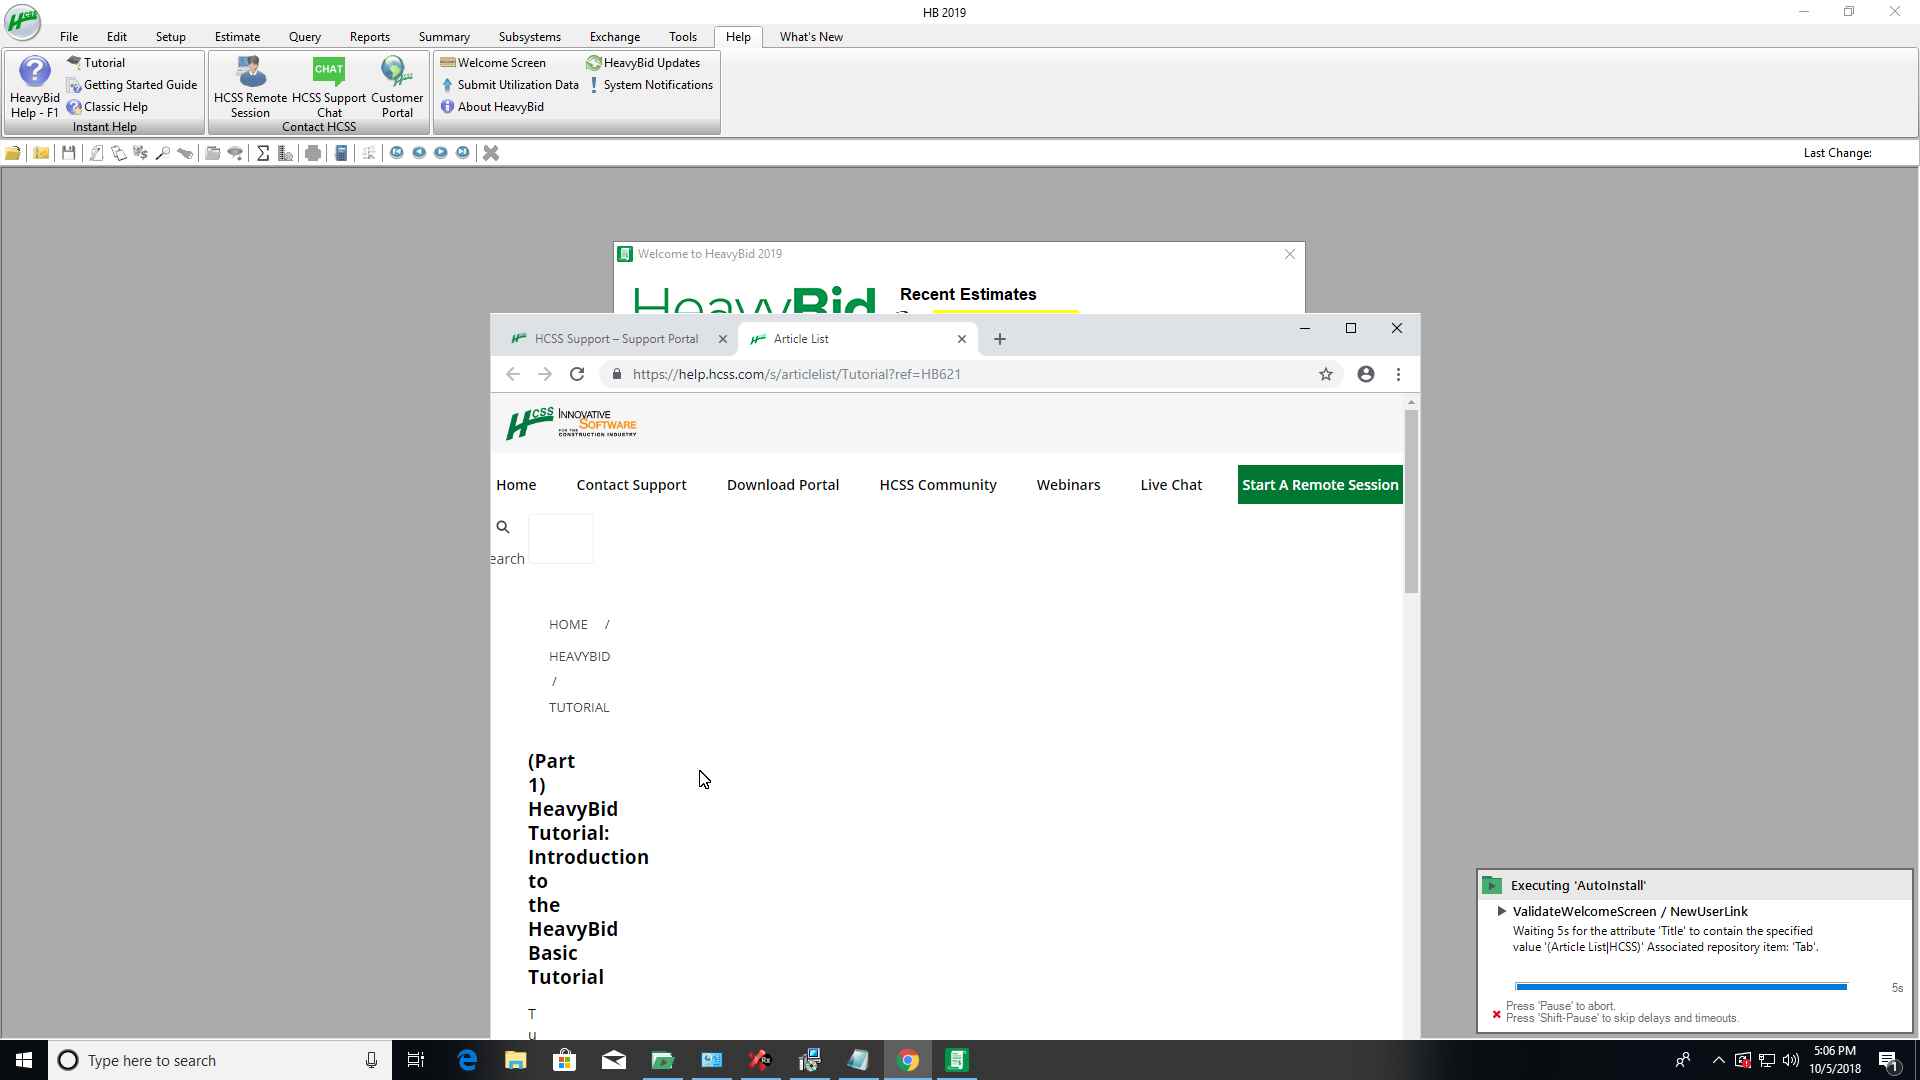 HCSS
HB 2019
File Edit Setup Estimate Query Reports Summary Subsystems Exchange Tools Help What's New
HeavyBid Help - F1
Tutorial
Getting Started Guide
Classic Help
Instant Help
HCSS Remote Session
CHAT
HCSS Support Chat
Customer Portal
Contact HCSS
Welcome Screen
Submit Utilization Data
About HeavyBid
HeavyBid Updates
System Notifications
Last Change:
Welcome to HeavyBid 2019
HeavyBid
Recent Estimates
HCSS Support – Support Portal
Article List
https://help.hcss.com/s/articlelist/Tutorial?ref=HB621
HCSS INNOVATIVE
SOFTWARE
FOR THE
CONSTRUCTION INDUSTRY
Home Contact Support Download Portal HCSS Community Webinars Live Chat Start A Remote Session
earch
HOME /
HEAVYBID
/
TUTORIAL
(Part
1)
HeavyBid
Tutorial:
Introduction
to
the
HeavyBid
Basic
Tutorial
T
u
Executing 'AutoInstall'
ValidateWelcomeScreen / NewUserLink
Waiting 5s for the attribute 'Title' to contain the specified
value '(Article List|HCSS)' Associated repository item: 'Tab'.
5s
Press 'Pause' to abort.
Press 'Shift-Pause' to skip delays and timeouts.
Type here to search
5:06 PM
10/5/2018
1